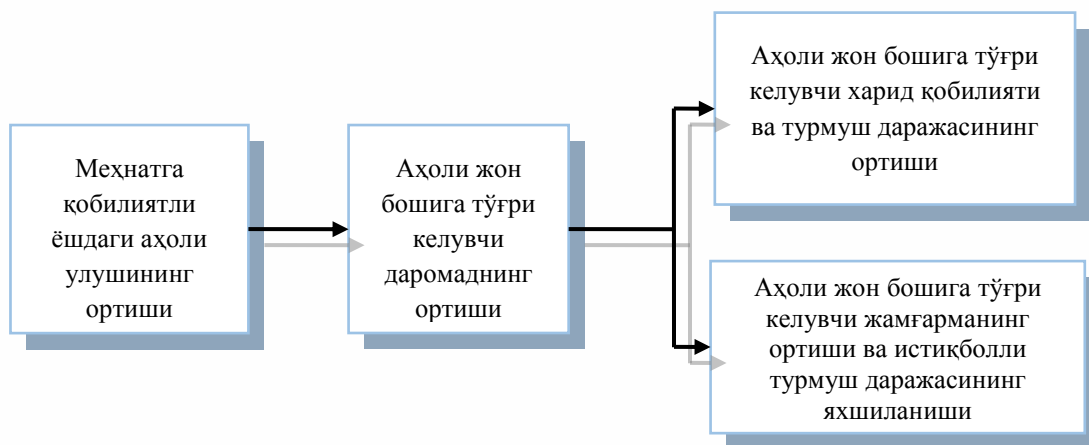 Меҳнатга
қобилиятли
ёшдаги аҳоли
улушининг
ортиши
Аҳоли жон
бошига тўғри
келувчи
даромаднинг
ортиши
Аҳоли жон бошига тўғри
келувчи харид қобилияти
ва турмуш даражасининг
ортиши
Аҳоли жон бошига тўғри
келувчи жамғарманинг
ортиши ва истиқболли
турмуш даражасининг
яхшиланиши